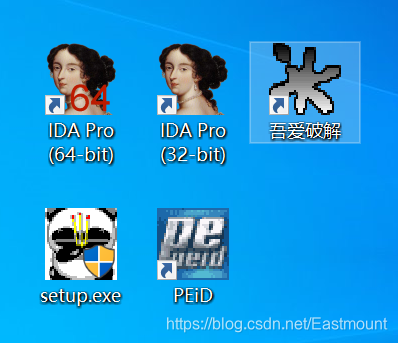 64
IDA Pro
(64-bit)
IDA Pro
(32-bit)
吾爱破解
setup.exe
pe
peid
PEiD
https://blog.csdn.net/Eastmount